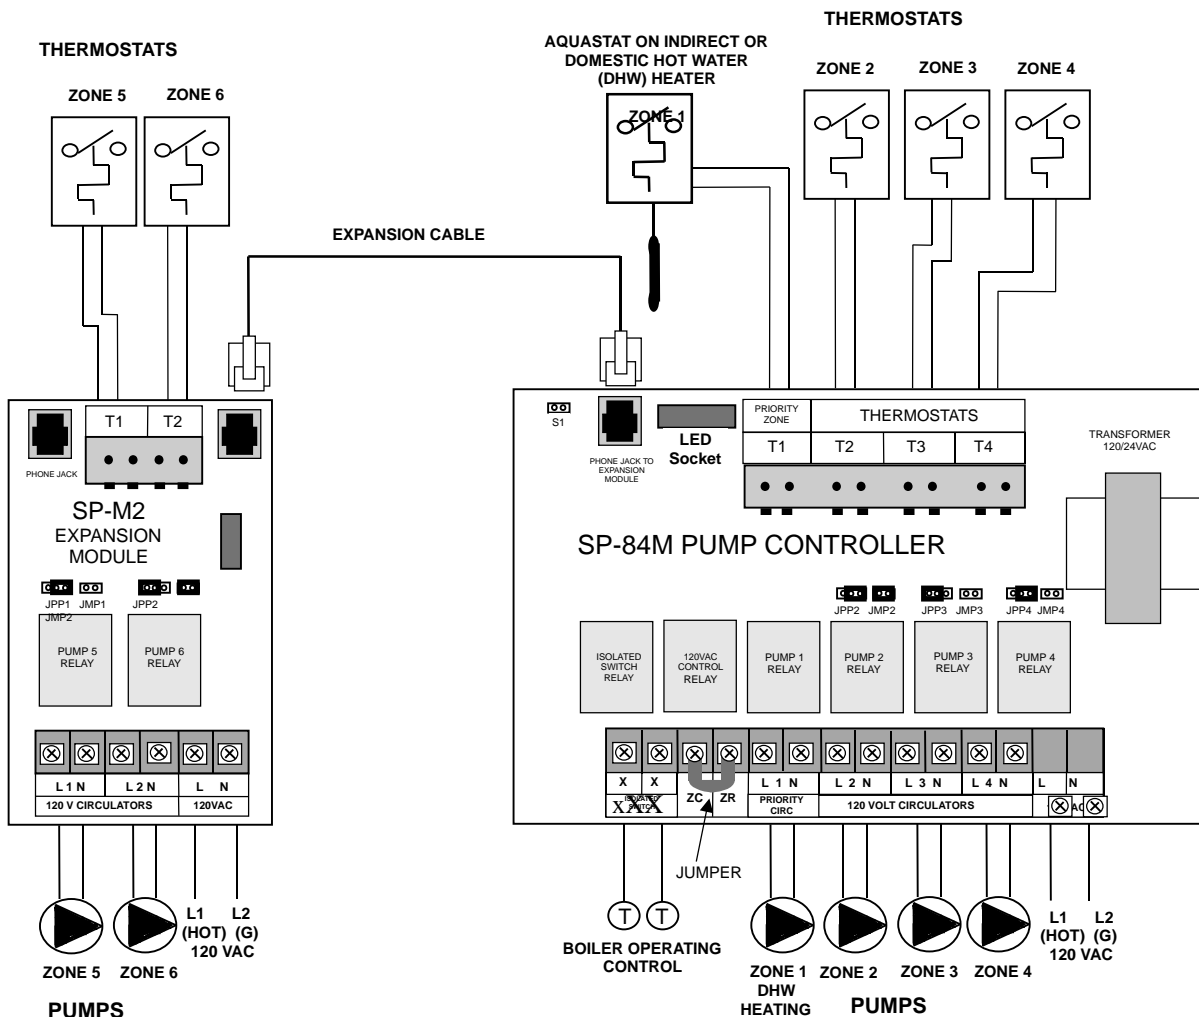 THERMOSTATS
THERMOSTATS
AQUASTAT ON INDIRECT OR
DOMESTIC HOT WATER
(DHW) HEATER
ZONE 5
ZONE 6
ZONE 1
ZONE 2
ZONE 3
ZONE 4
EXPANSION CABLE
T1
T2
PHONE JACK
SP-M2
EXPANSION
MODULE
JPP1
JMP1
JMP2
JPP2
PUMP 5
RELAY
PUMP 6
RELAY
L 1 N
L 2 N
L
N
120 V CIRCULATORS
120VAC
L1
(HOT)
L2
(G)
120 VAC
ZONE 5
ZONE 6
PUMPS
S1
PHONE JACK TO
EXPANSION
MODULE
LED
Socket
PRIORITY
ZONE
THERMOSTATS
T1
T2
T3
T4
TRANSFORMER
120/24VAC
SP-84M PUMP CONTROLLER
JPP2
JMP2
JPP3
JMP3
JPP4
JMP4
ISOLATED
SWITCH
RELAY
120VAC
CONTROL
RELAY
PUMP 1
RELAY
PUMP 2
RELAY
PUMP 3
RELAY
PUMP 4
RELAY
X
X
ISOLATED
SWITCH
XXX
ZC
ZR
L 1 N
L 2 N
L 3 N
L 4 N
L
N
PRIORITY
CIRC
120 VOLT CIRCULATORS
JUMPER
T
T
BOILER OPERATING
CONTROL
ZONE 1
DHW
HEATING
ZONE 2
ZONE 3
ZONE 4
L1
(HOT)
L2
(G)
120 VAC
PUMPS